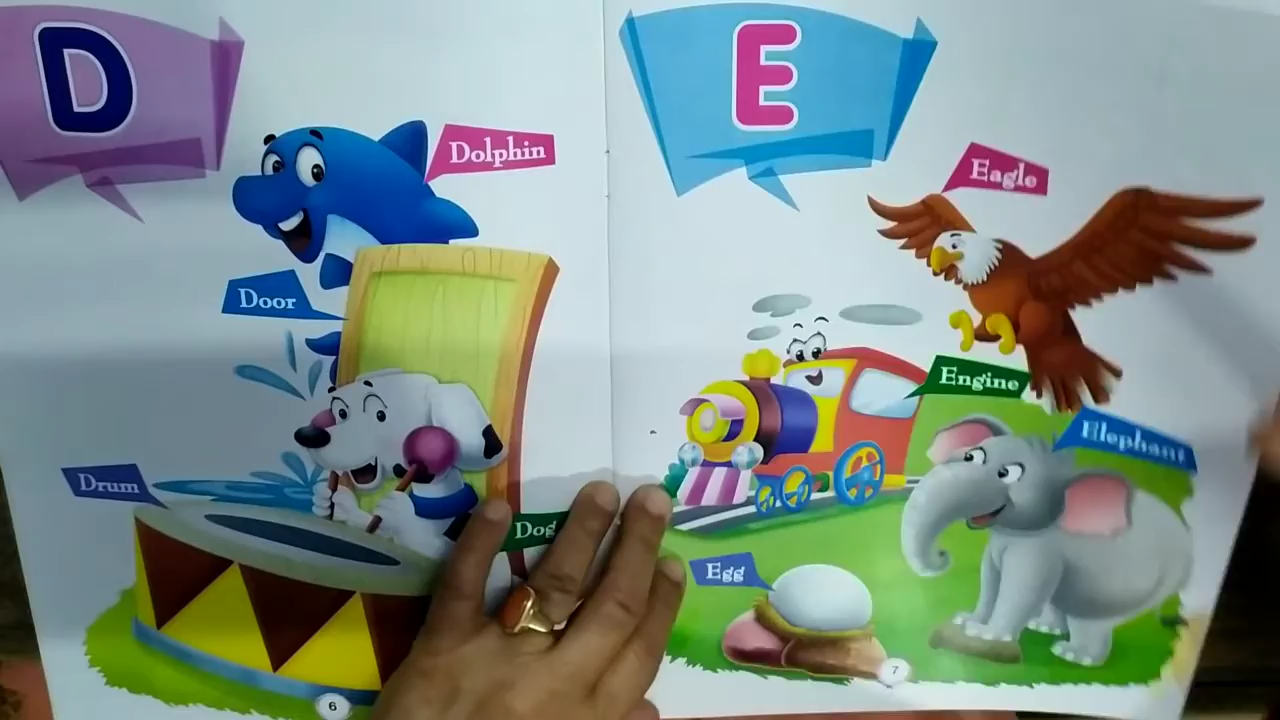 D
Dolphin
Door
Drum
Dog
6
E
Eagle
Engine
Elephant
Egg
7